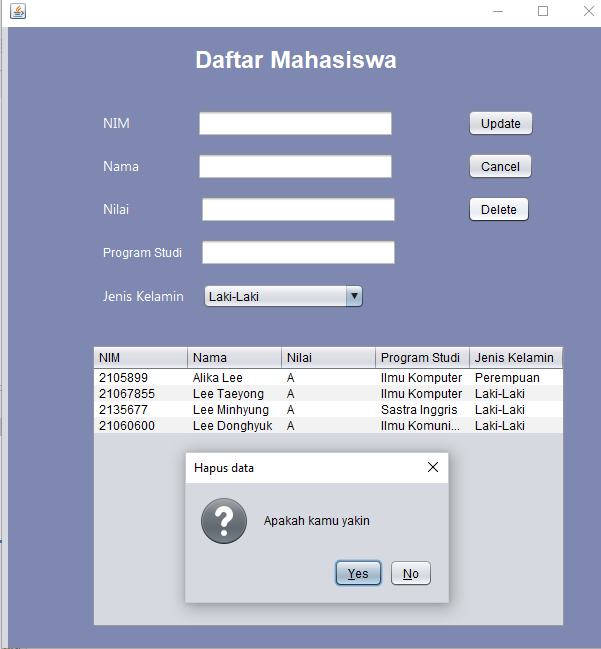 Daftar Mahasiswa
NIM
Update
Nama
Cancel
Nilai
Delete
Program Studi
Jenis Kelamin Laki-Laki
NIM Nama Nilai Program Studi Jenis Kelamin
2105899 Alika Lee A Ilmu Komputer Perempuan
21067855 Lee Taeyong A Ilmu Komputer Laki-Laki
2135677 Lee Minhyung A Sastra Inggris Laki-Laki
21060600 Lee Donghyuk A Ilmu Komuni... Laki-Laki
Hapus data
Apakah kamu yakin
Yes No